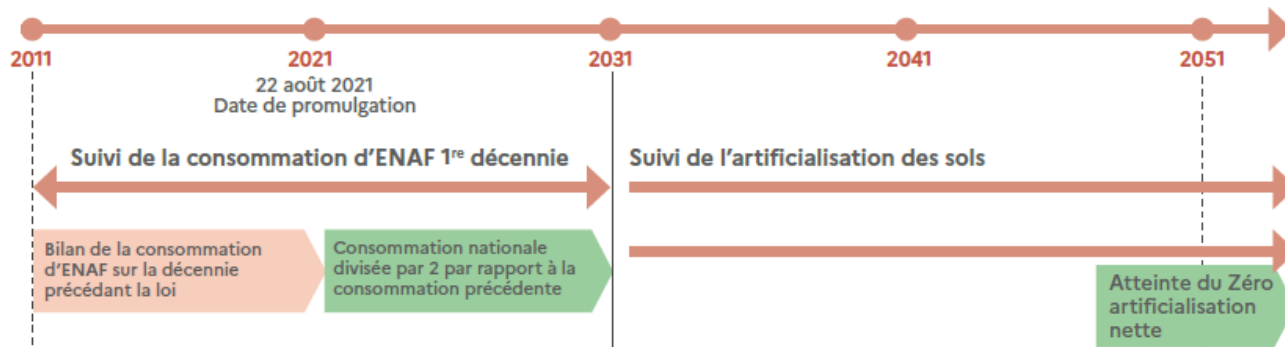 2011
2021
2031
2041
2051
22 août 2021
Date de promulgation
Suivi de la consommation d'ENAF 1re décennie
Suivi de l'artificialisation des sols
Bilan de la consommation
d'ENAF sur la décennie
précédant la loi
Consommation nationale
divisée par 2 par rapport à la
consommation précédente
Atteinte du Zéro
artificialisation
nette